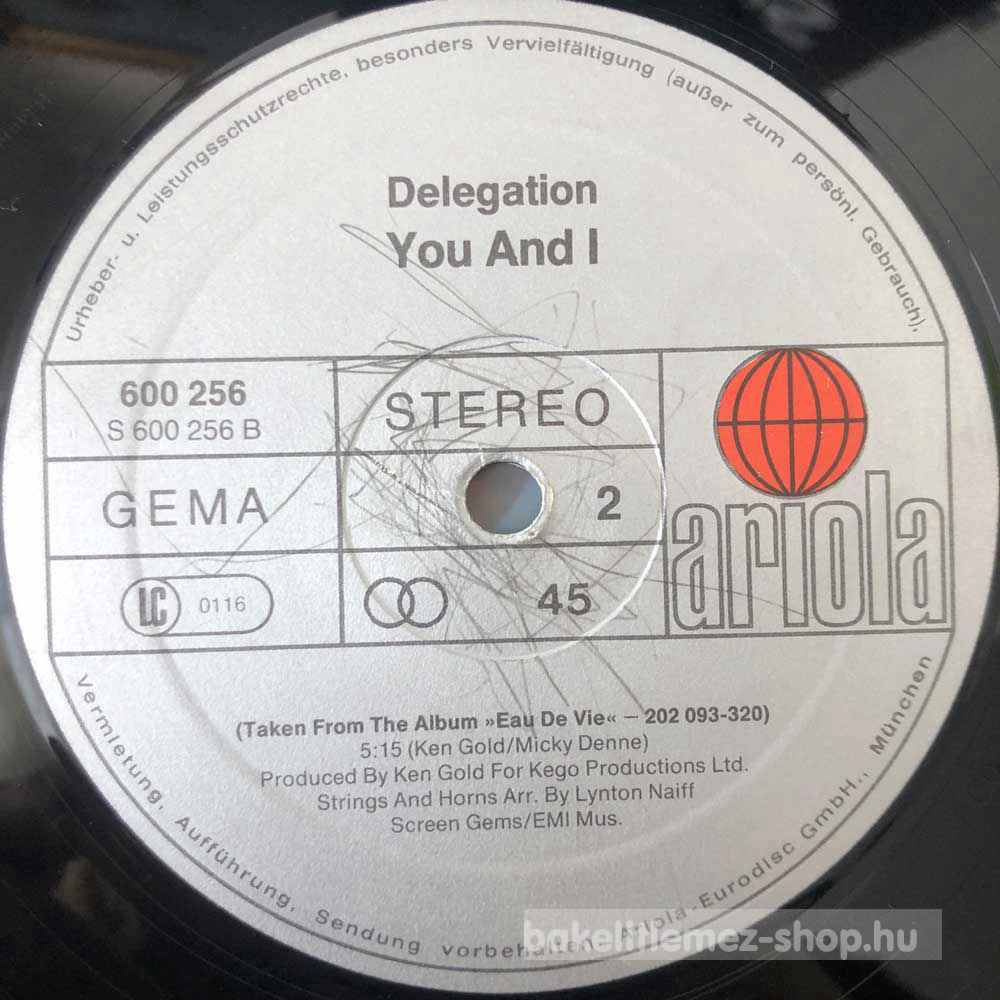 Urheber- u. Leistungsschutzrechte, besonders Vervielfältigung (außer zum persönl. Gebrauch),
Delegation
You And I
600 256
S 600 256 B
STEREO
GEMA
2
LC 0116
45
ariola
(Taken From The Album »Eau De Vie« – 202 093-320)
5:15 (Ken Gold/Micky Denne)
Produced By Ken Gold For Kego Productions Ltd.
Strings And Horns Arr. By Lynton Naiff
Screen Gems/EMI Mus.
Vermietung, Aufführung, Sendung vorbehalten. Ariola-Eurodisc GmbH., München
bakelitlemez-shop.hu